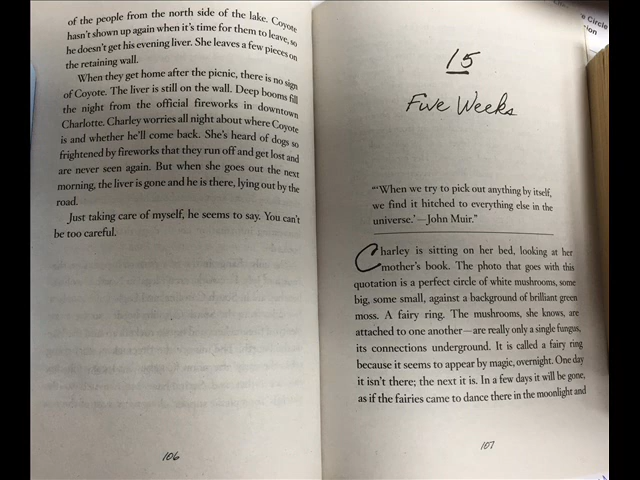 of the people from the north side of the lake. Coyote
hasn't shown up again when it's time for them to leave, so
he doesn't get his evening liver. She leaves a few pieces on
the retaining wall.
When they get home after the picnic, there is no sign
of Coyote. The liver is still on the wall. Deep booms fill
the night from the official fireworks in downtown
Charlotte. Charley worries all night about where Coyote
is and whether he'll come back. She's heard of dogs so
frightened by fireworks that they run off and get lost and
are never seen again. But when she goes out the next
morning, the liver is gone and he is there, lying out by the
road.
Just taking care of myself, he seems to say. You can't
be too careful.
106
15
Five Weeks
"'When we try to pick out anything by itself,
we find it hitched to everything else in the
universe.'—John Muir."
Charley is sitting on her bed, looking at her
mother's book. The photo that goes with this
quotation is a perfect circle of white mushrooms, some
big, some small, against a background of brilliant green
moss. A fairy ring. The mushrooms, she knows, are
attached to one another—are really only a single fungus,
its connections underground. It is called a fairy ring
because it seems to appear by magic, overnight. One day
it isn't there; the next it is. In a few days it will be gone,
as if the fairies came to dance there in the moonlight and
107
Circle